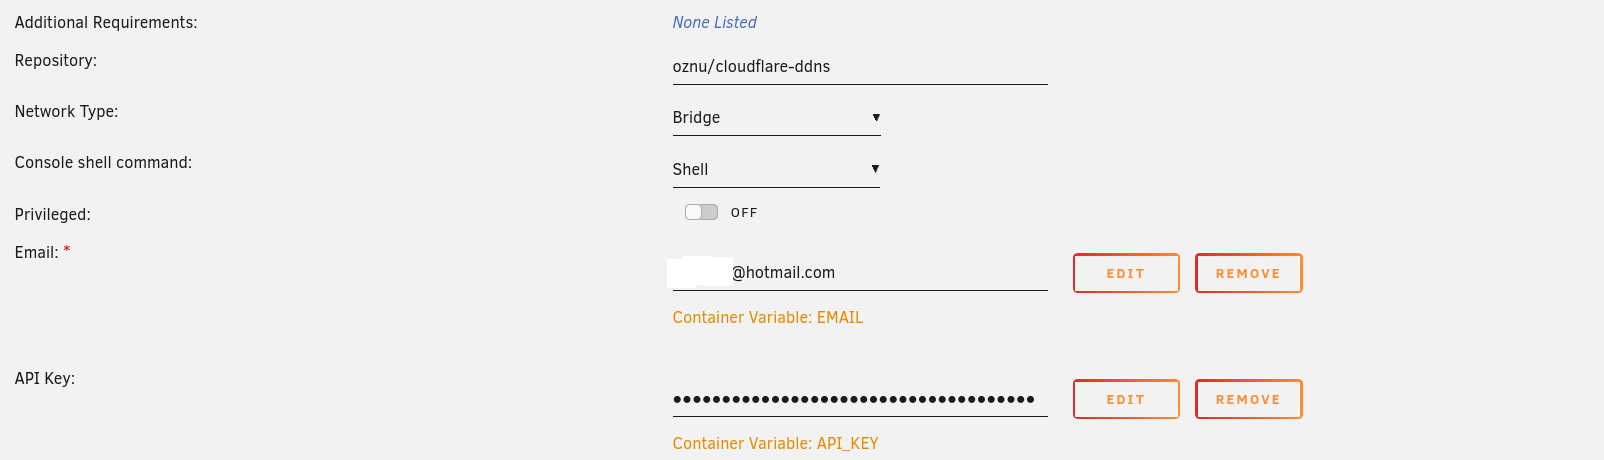 Additional Requirements: None Listed
Repository: oznu/cloudflare-ddns
Network Type: Bridge
Console shell command: Shell
Privileged: OFF
Email: * @hotmail.com EDIT REMOVE
Container Variable: EMAIL
API Key: ●●●●●●●●●●●●●●●●●●●●●●●●●●●●●●●●●●●●● EDIT REMOVE
Container Variable: API_KEY